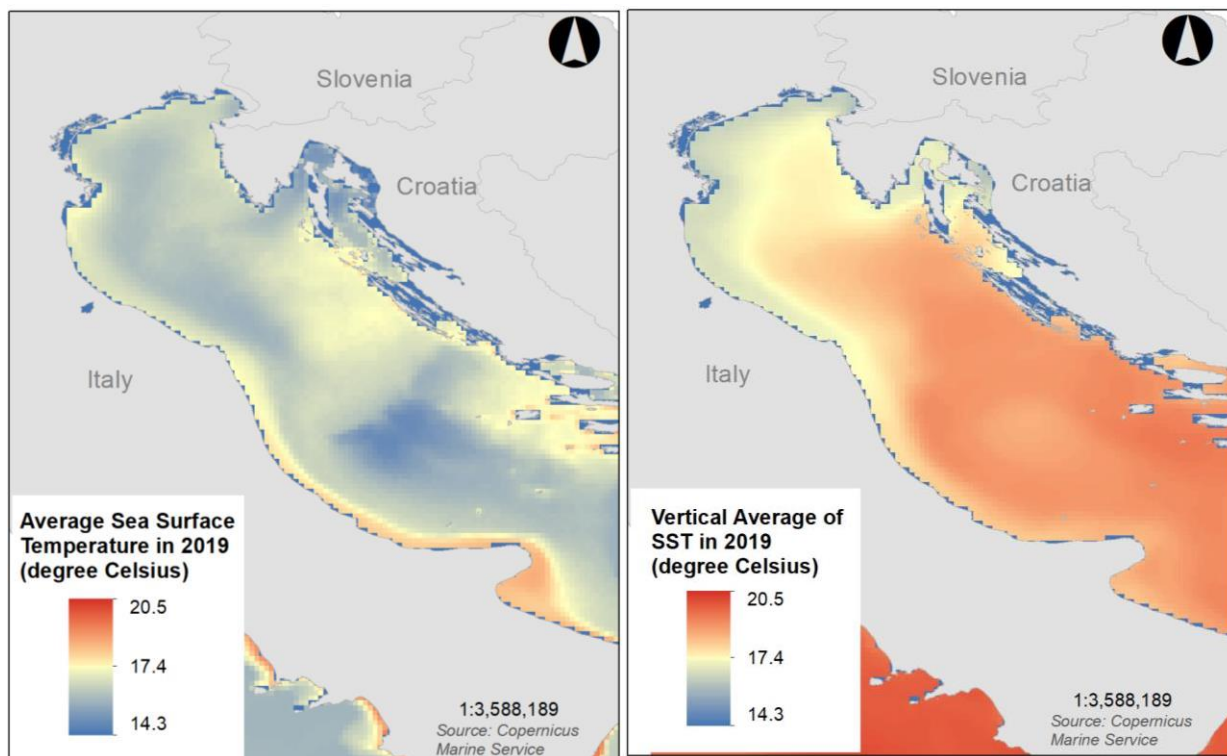 Slovenia
Croatia
Italy
Average Sea Surface
Temperature in 2019
(degree Celsius)
20.5
17.4
14.3
1:3,588,189
Source: Copernicus
Marine Service
Slovenia
Croatia
Italy
Vertical Average of
SST in 2019
(degree Celsius)
20.5
17.4
14.3
1:3,588,189
Source: Copernicus
Marine Service